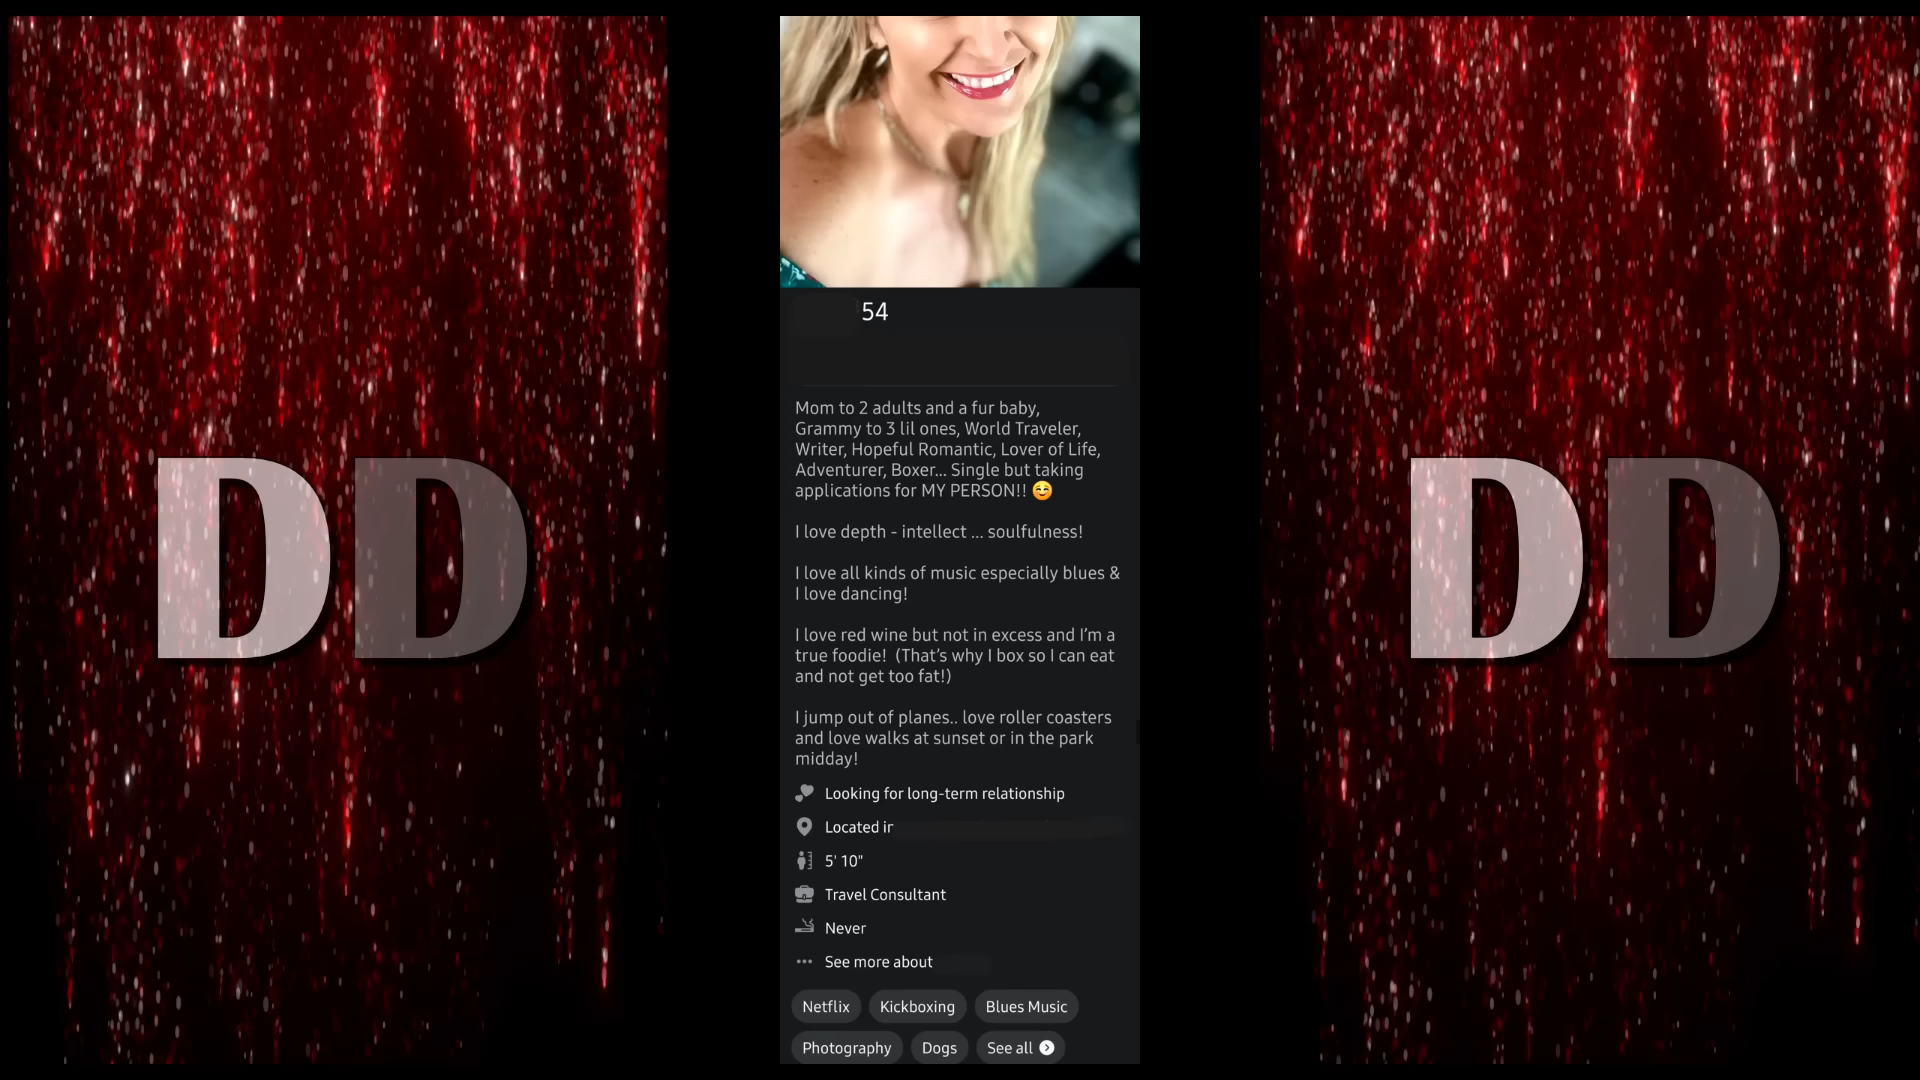 DD
54
Mom to 2 adults and a fur baby,
Grammy to 3 lil ones, World Traveler,
Writer, Hopeful Romantic, Lover of Life,
Adventurer, Boxer... Single but taking
applications for MY PERSON!! ☺️
I love depth - intellect ... soulfulness!
I love all kinds of music especially blues &
I love dancing!
I love red wine but not in excess and I'm a
true foodie!  (That's why I box so I can eat
and not get too fat!)
I jump out of planes.. love roller coasters
and love walks at sunset or in the park
midday!
Looking for long-term relationship
Located ir
5' 10"
Travel Consultant
Never
See more about
Netflix Kickboxing Blues Music
Photography Dogs See all
DD